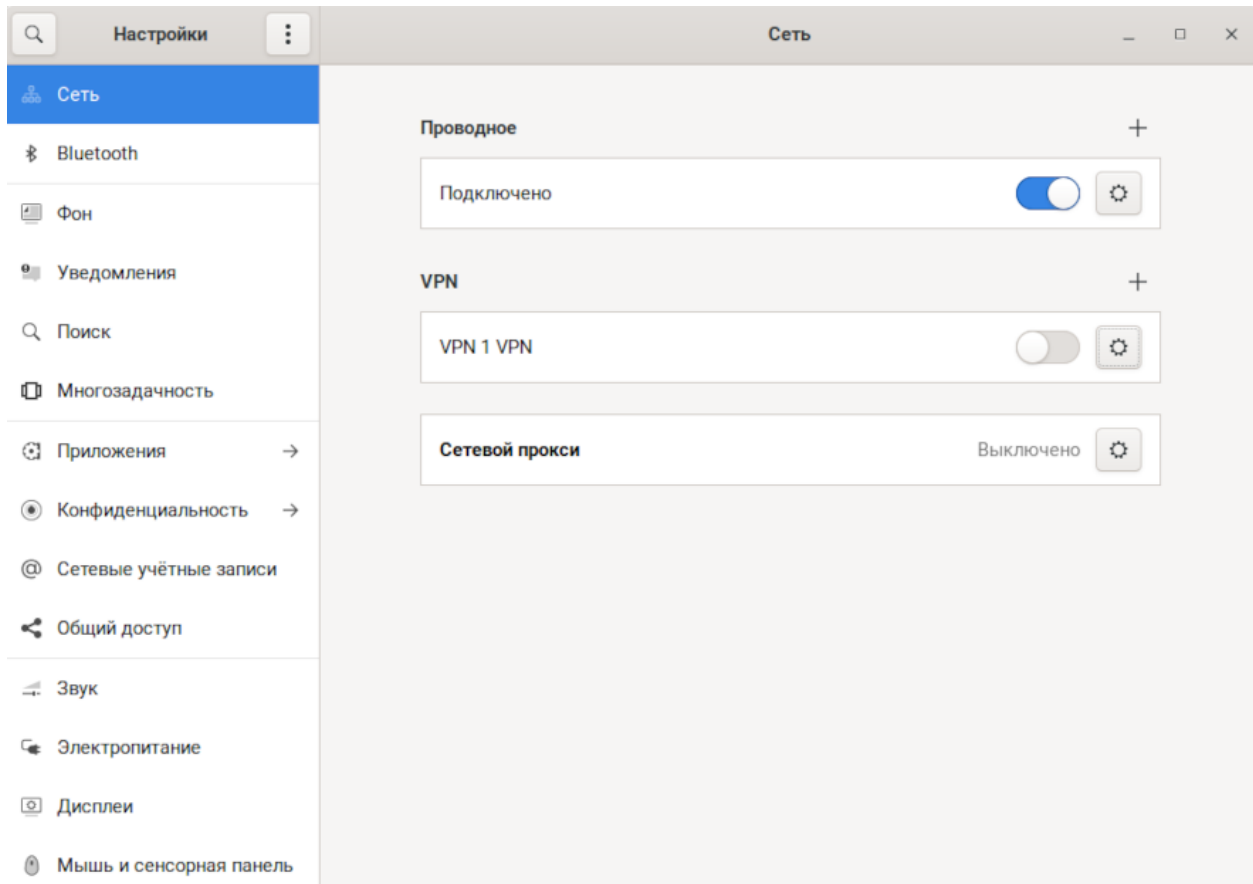 Настройки
Сеть
Сеть
Bluetooth
Фон
Уведомления
Поиск
Многозадачность
Приложения
Конфиденциальность
Сетевые учётные записи
Общий доступ
Звук
Электропитание
Дисплеи
Мышь и сенсорная панель
Проводное
Подключено
VPN
VPN 1 VPN
Сетевой прокси Выключено